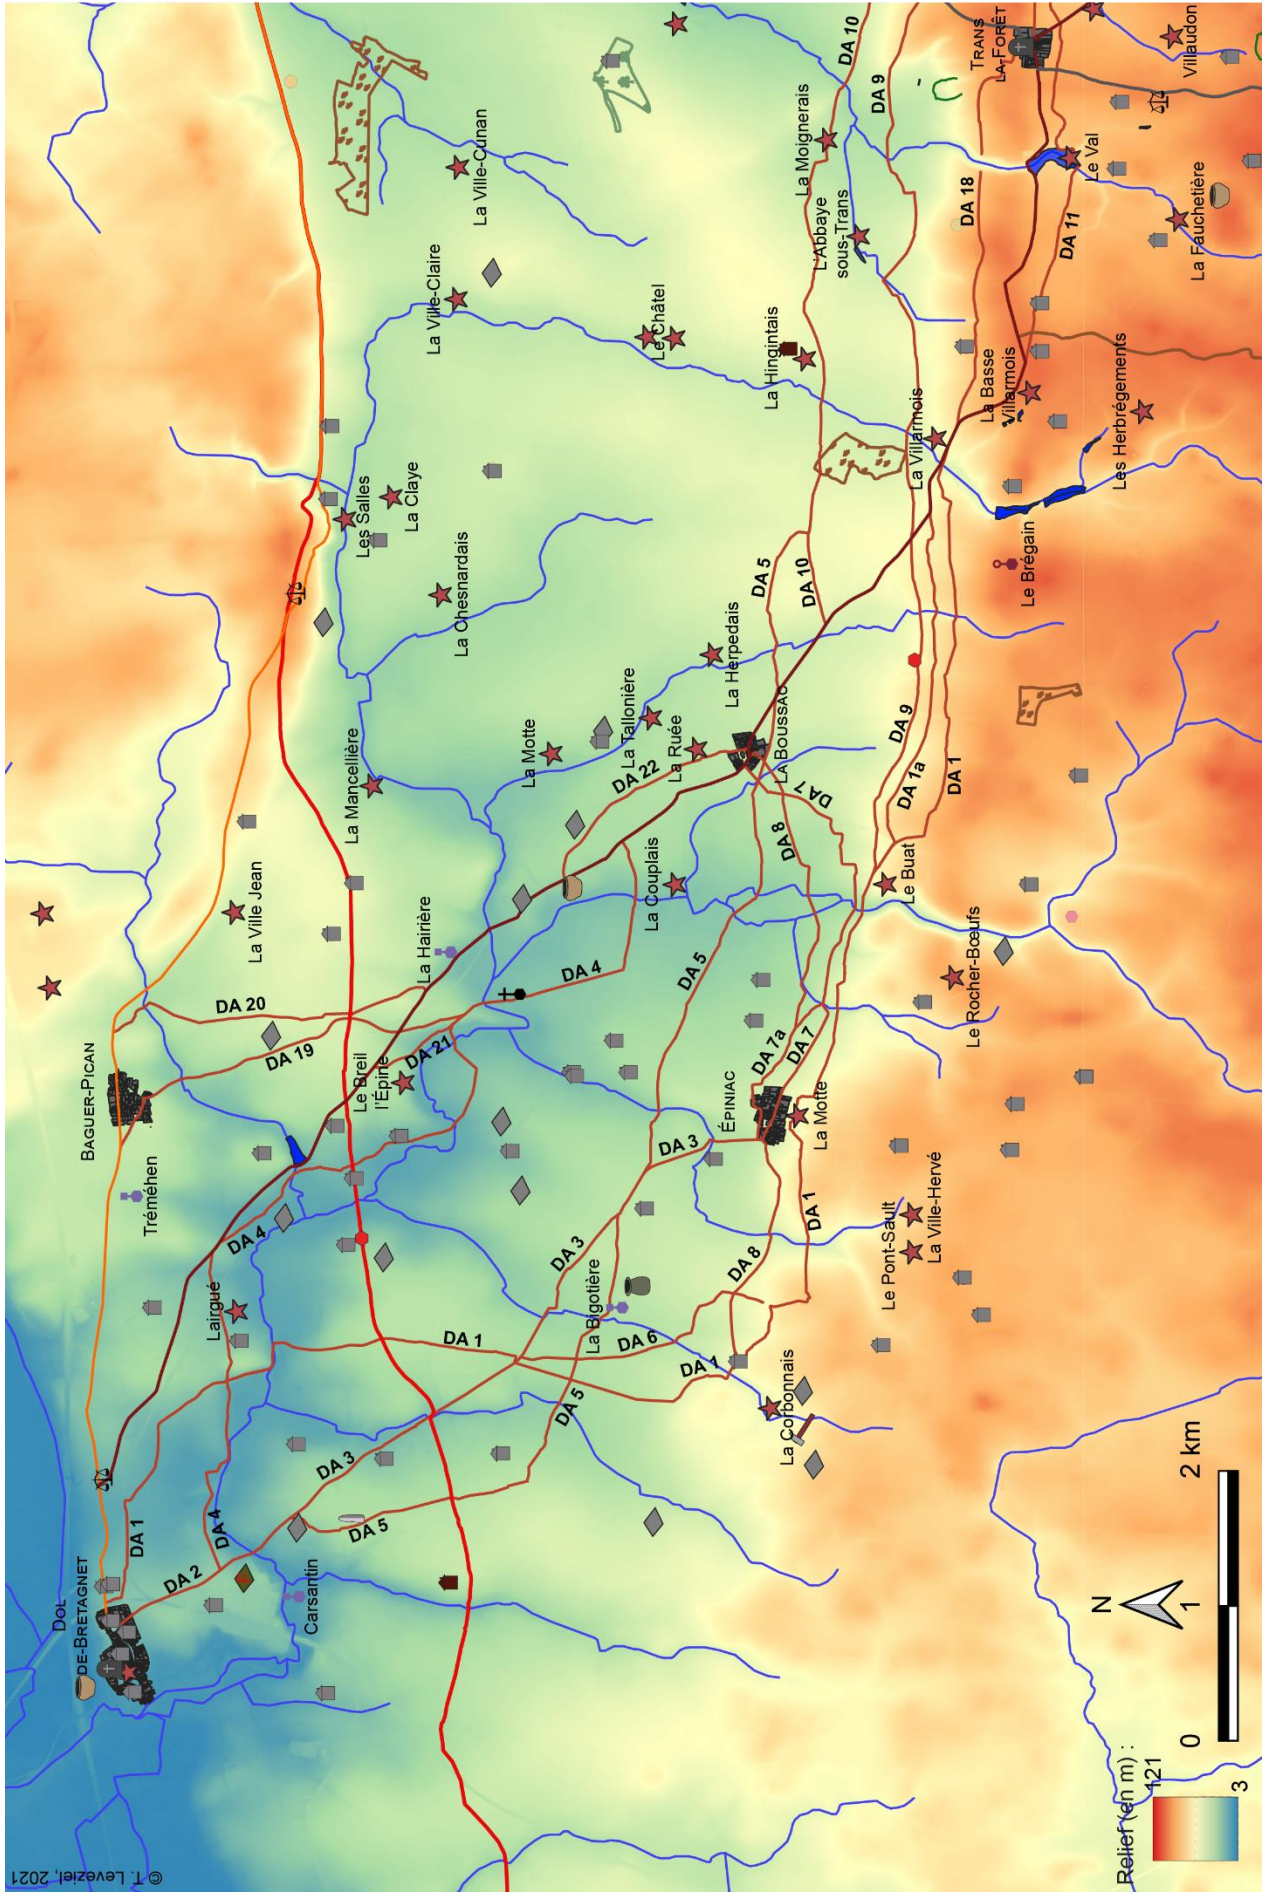 © T. Leveziel, 2021
DOL
DE-BRETAGNET
BAGUER-PICAN
Tréméhen
La Ville Jean
DA 1
DA 2
DA 4
Lairgué
DA 4
DA 19
DA 20
Carsantin
DA 5
DA 3
Le Breil
l'Épine
DA 21
La Hairière
La Mancellière
Les Salles
La Claye
La Chesnardais
La Ville-Claire
La Ville-Cunan
DA 1
DA 3
DA 4
La Motte
DA 22
La Tallonière
La Ruée
La Herpedais
Le Châtel
DA 5
La Bigotière
DA 6
DA 1
DA 5
La Couplais
LA BOUSSAC
DA 5
DA 10
La Hingintais
L'Abbaye
sous-Trans
La Moignerais
DA 10
DA 9
La Corbonnais
DA 8
DA 1
DA 3
ÉPINIAC
La Motte
DA 7a
DA 7
DA 8
DA 7
Le Buat
DA 9
DA 1a
DA 1
La Villarmois
La Basse
Villarmois
DA 18
DA 11
TRANS
LA-FORÊT
Le Val
Villaudon
La Fauchetière
Les Herbrégements
Le Brégain
Le Rocher-Bœufs
Le Pont-Sault
La Ville-Hervé
N
0
1
2 km
Relief (en m) :
121
3